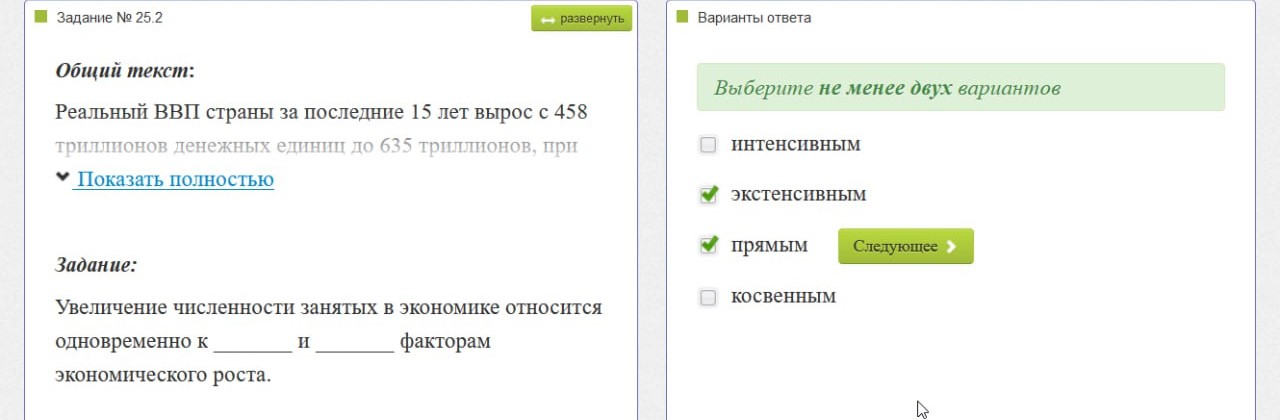 Задание № 25.2
развернуть
Общий текст:
Реальный ВВП страны за последние 15 лет вырос с 458
триллионов денежных единиц до 635 триллионов, при
Показать полностью
Задание:
Увеличение численности занятых в экономике относится
одновременно к _______ и _______ факторам
экономического роста.
Варианты ответа
Выберите не менее двух вариантов
интенсивным
экстенсивным
прямым
Следующее
косвенным